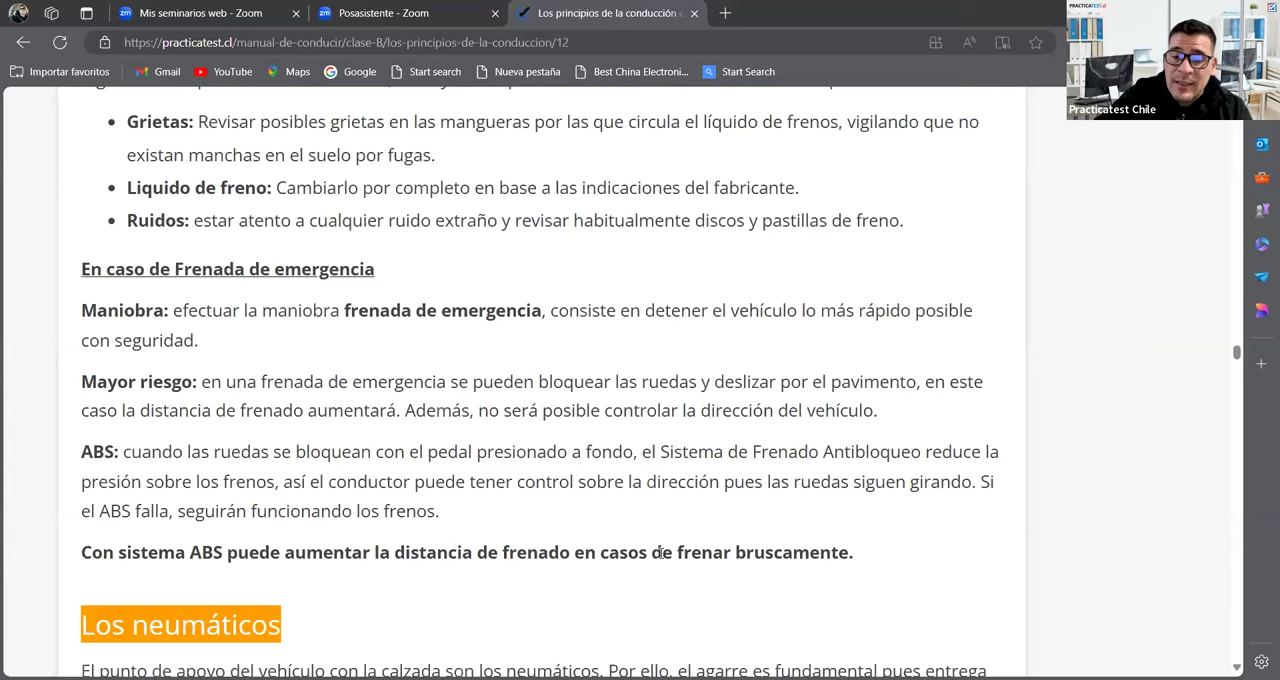 Mis seminarios web - Zoom
Posasistente - Zoom
Los principios de la conducción
https://practicatest.cl/manual-de-conducir/clase-B/los-principios-de-la-conduccion/12
Importar favoritos Gmail YouTube Maps Google Start search Nueva pestaña Best China Electroni... Start Search
PRACTICATEST.cl
Practicatest Chile
• Grietas: Revisar posibles grietas en las mangueras por las que circula el líquido de frenos, vigilando que no
existan manchas en el suelo por fugas.
• Liquido de freno: Cambiarlo por completo en base a las indicaciones del fabricante.
• Ruidos: estar atento a cualquier ruido extraño y revisar habitualmente discos y pastillas de freno.
En caso de Frenada de emergencia
Maniobra: efectuar la maniobra frenada de emergencia, consiste en detener el vehículo lo más rápido posible
con seguridad.
Mayor riesgo: en una frenada de emergencia se pueden bloquear las ruedas y deslizar por el pavimento, en este
caso la distancia de frenado aumentará. Además, no será posible controlar la dirección del vehículo.
ABS: cuando las ruedas se bloquean con el pedal presionado a fondo, el Sistema de Frenado Antibloqueo reduce la
presión sobre los frenos, así el conductor puede tener control sobre la dirección pues las ruedas siguen girando. Si
el ABS falla, seguirán funcionando los frenos.
Con sistema ABS puede aumentar la distancia de frenado en casos de frenar bruscamente.
Los neumáticos
El punto de apoyo del vehículo con la calzada son los neumáticos. Por ello, el agarre es fundamental pues entrega